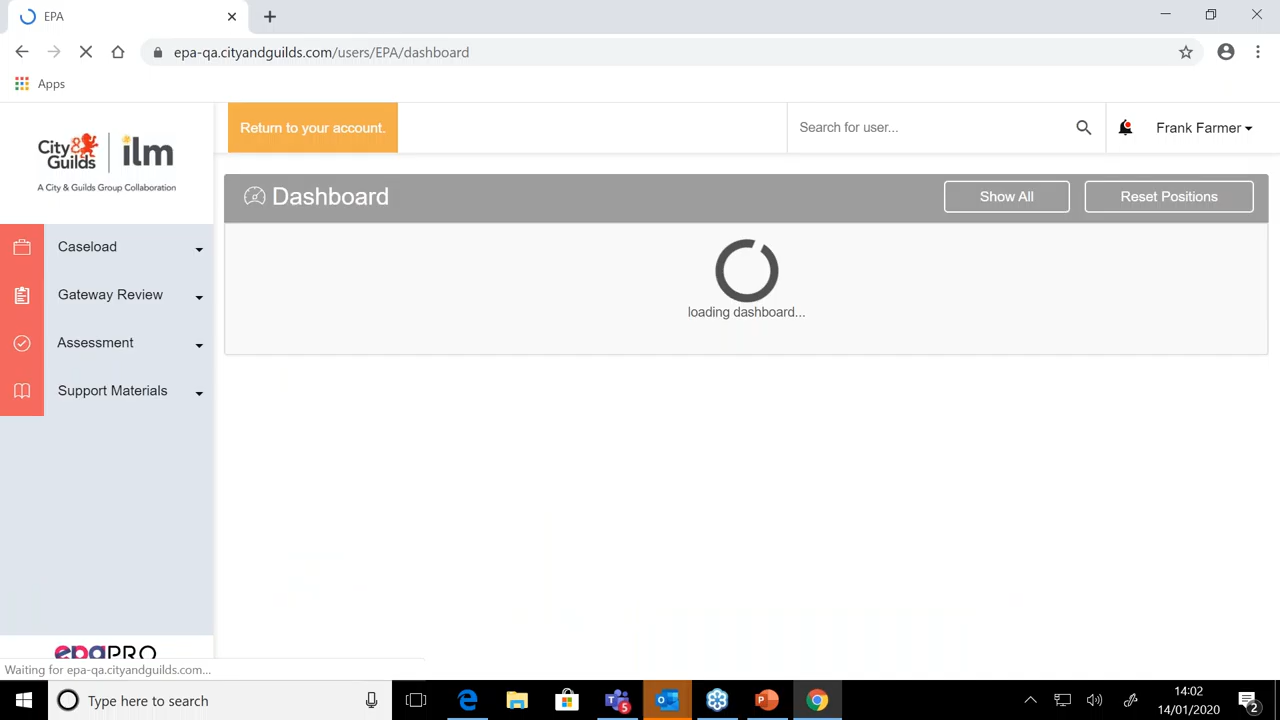 EPA
epa-qa.cityandguilds.com/users/EPA/dashboard
Apps
City& Guilds
ilm
A City & Guilds Group Collaboration
Return to your account.
Search for user...
Frank Farmer
Dashboard
Show All
Reset Positions
loading dashboard...
Caseload
Gateway Review
Assessment
Support Materials
epaPRO
Waiting for epa-qa.cityandguilds.com...
Type here to search
5
14:02
14/01/2020
2